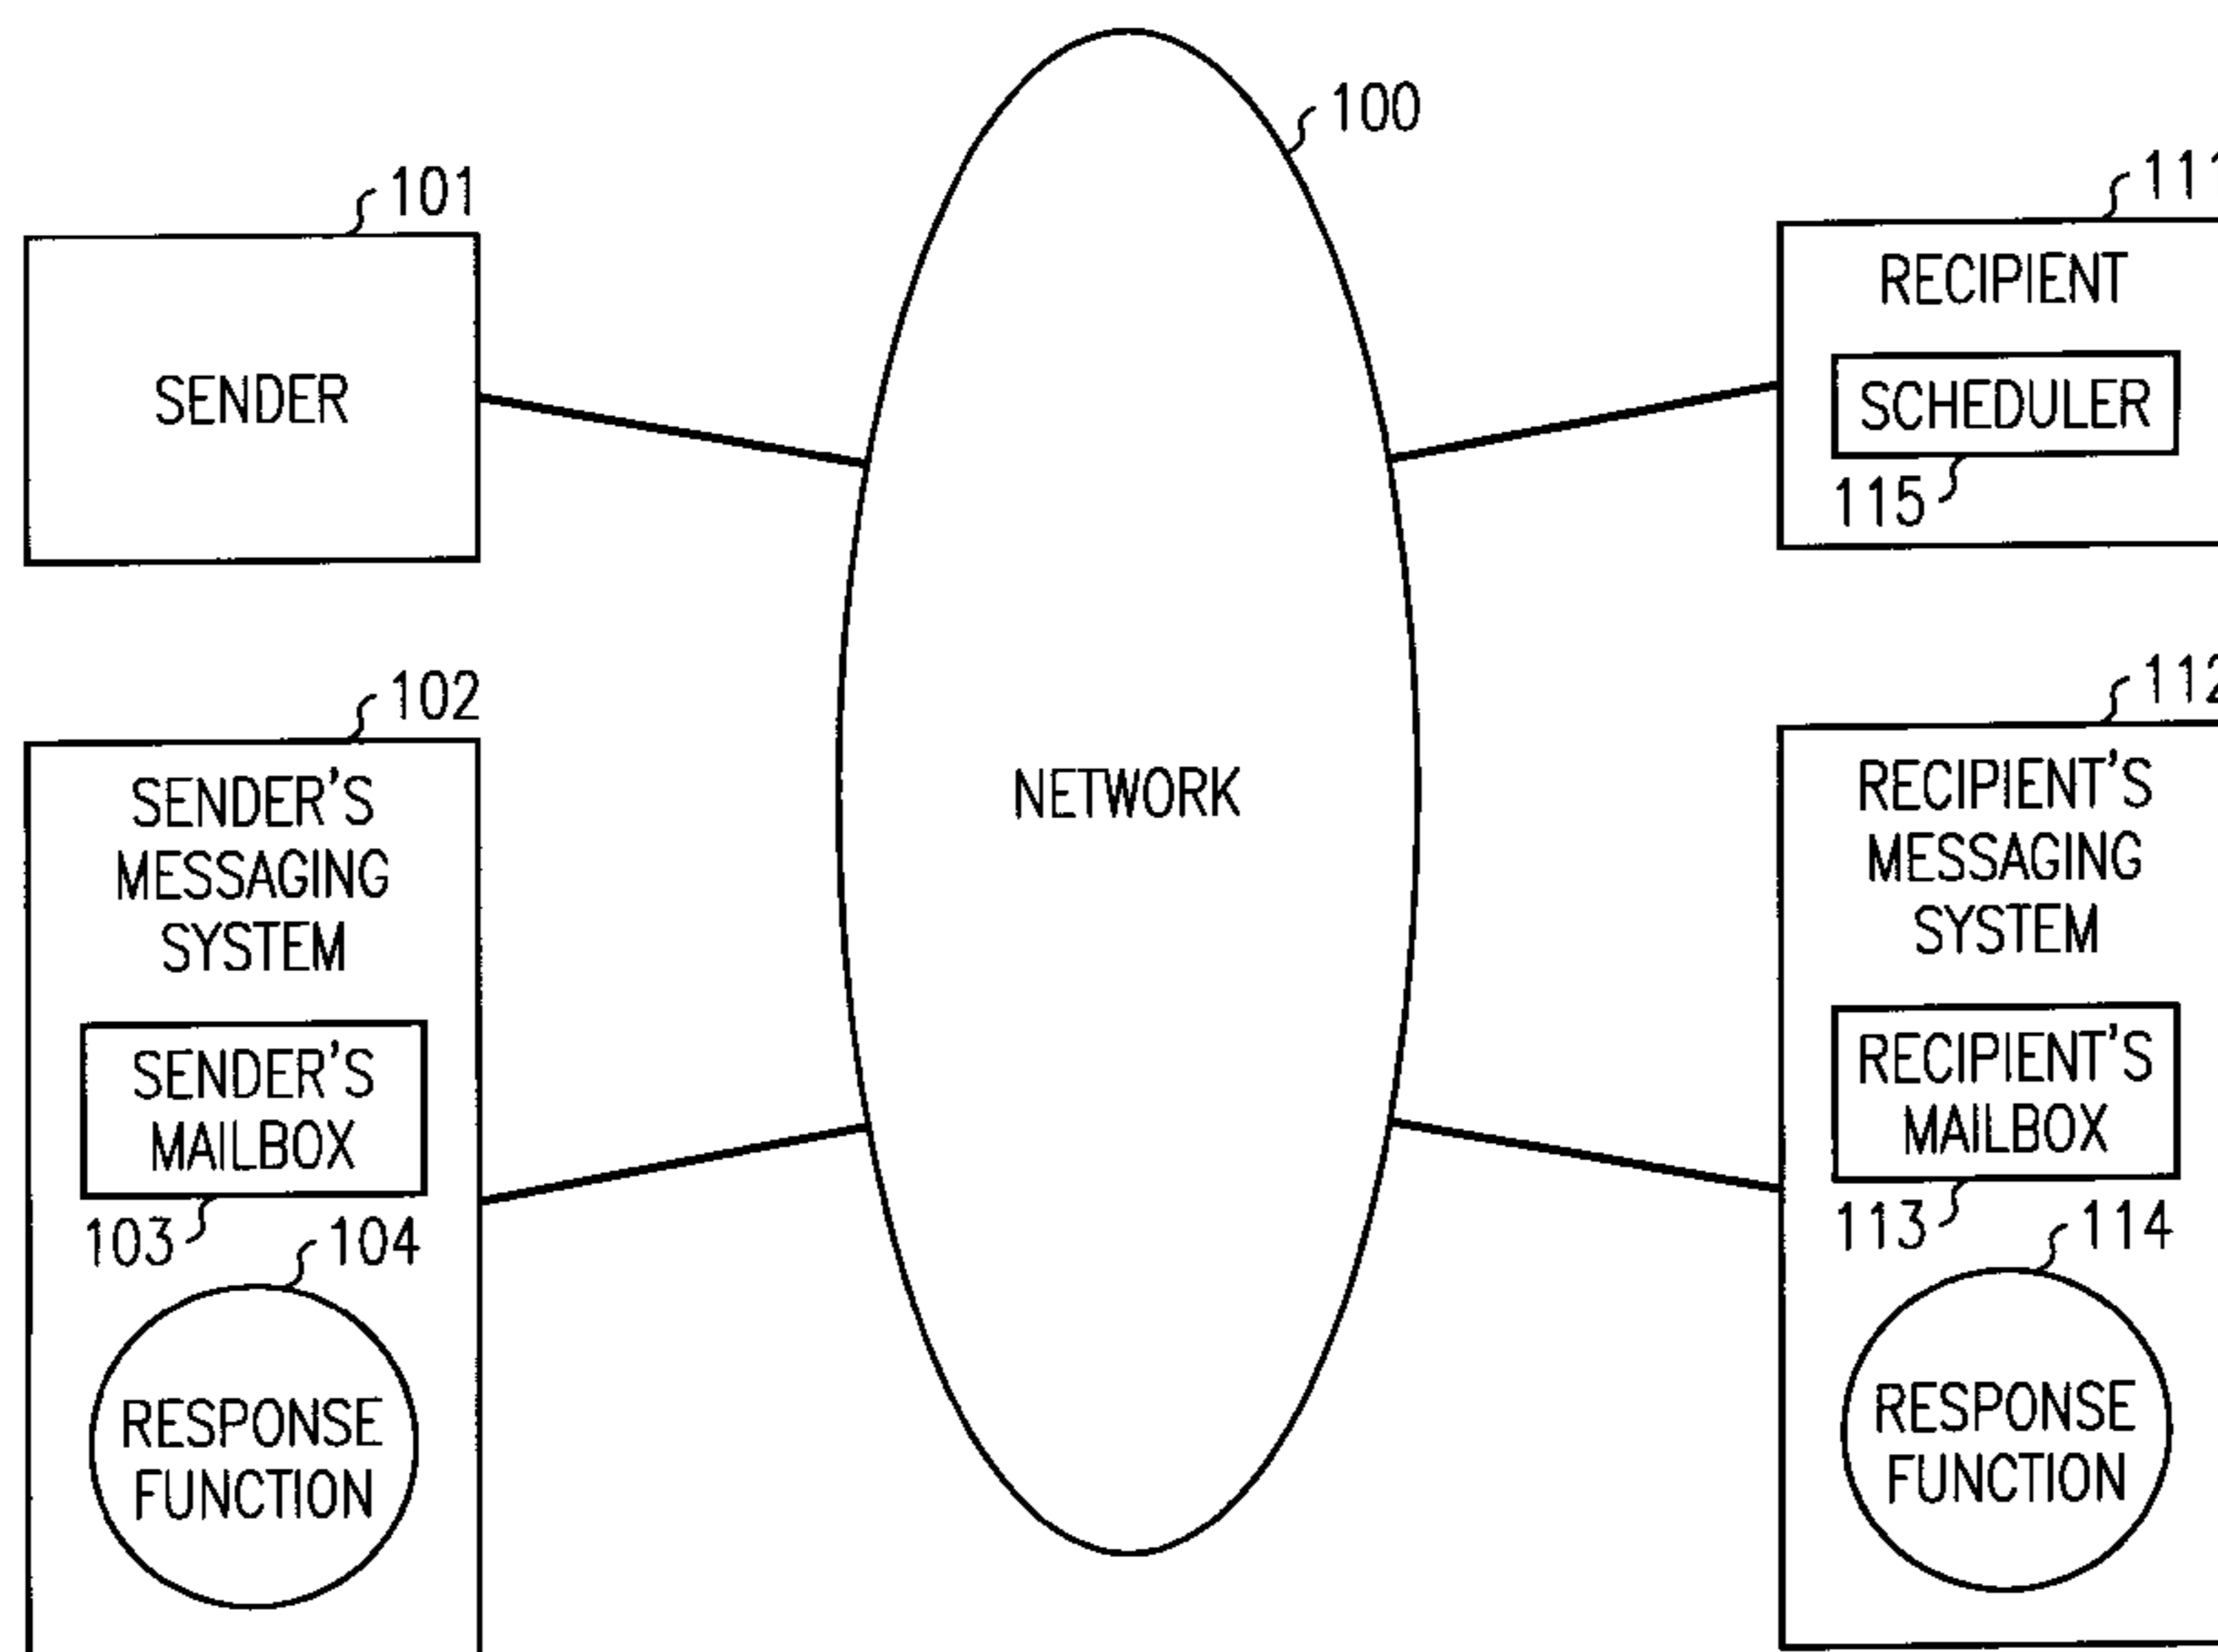 100
101
SENDER
111
RECIPIENT
SCHEDULER
115
NETWORK
102
SENDER'S
MESSAGING
SYSTEM
SENDER'S
MAILBOX
103
104
RESPONSE
FUNCTION
112
RECIPIENT'S
MESSAGING
SYSTEM
RECIPIENT'S
MAILBOX
113
114
RESPONSE
FUNCTION